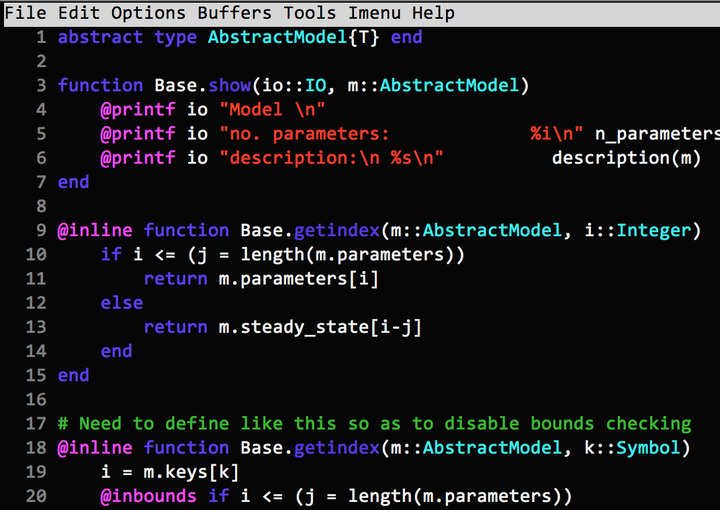 File Edit Options Buffers Tools Imenu Help
1 abstract type AbstractModel{T} end
2
3 function Base.show(io::IO, m::AbstractModel)
4     @printf io "Model \n"
5     @printf io "no. parameters:             %i\n" n_parameters
6     @printf io "description:\n %s\n"          description(m)
7 end
8
9 @inline function Base.getindex(m::AbstractModel, i::Integer)
10     if i <= (j = length(m.parameters))
11         return m.parameters[i]
12     else
13         return m.steady_state[i-j]
14     end
15 end
16
17 # Need to define like this so as to disable bounds checking
18 @inline function Base.getindex(m::AbstractModel, k::Symbol)
19     i = m.keys[k]
20     @inbounds if i <= (j = length(m.parameters))